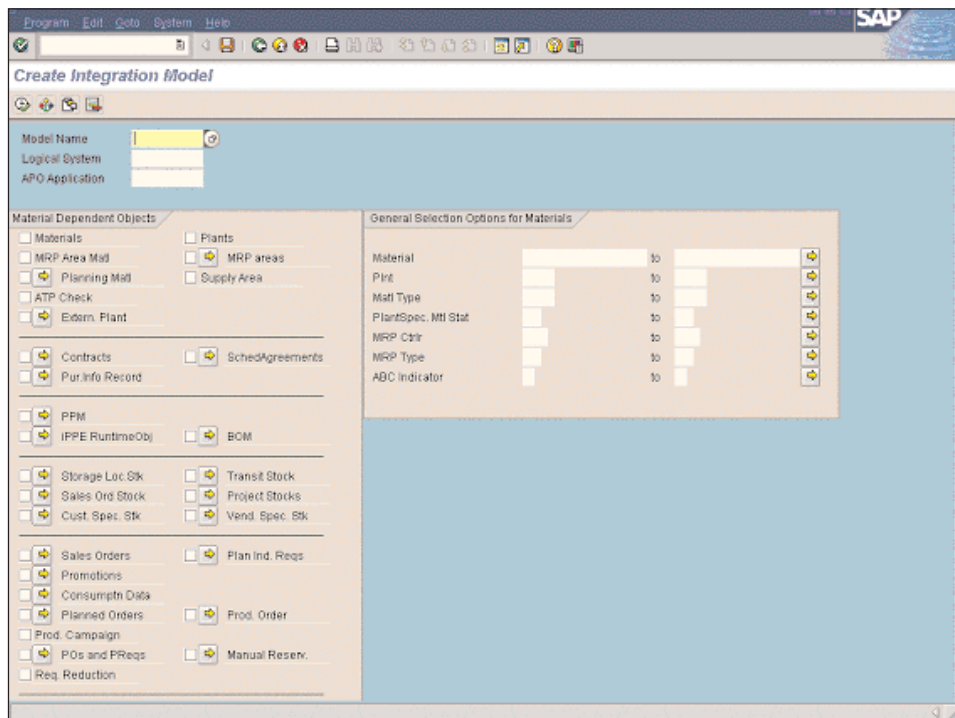 Program Edit Goto System Help
SAP
Create Integration Model
Model Name
Logical System
APO Application
Material Dependent Objects
Materials Plants
MRP Area Matl MRP areas
Planning Matl Supply Area
ATP Check
Extern. Plant
Contracts SchedAgreements
Pur.Info Record
PPM
iPPE RuntimeObj BOM
Storage Loc.Stk Transit Stock
Sales Ord Stock Project Stocks
Cust. Spec. Stk Vend. Spec. Stk
Sales Orders Plan Ind. Reqs
Promotions
Consumptn Data
Planned Orders Prod. Order
Prod. Campaign
POs and PReqs Manual Reserv.
Req. Reduction
General Selection Options for Materials
Material to
Plnt to
Matl Type to
PlantSpec. Mtl Stat to
MRP Ctrlr to
MRP Type to
ABC Indicator to